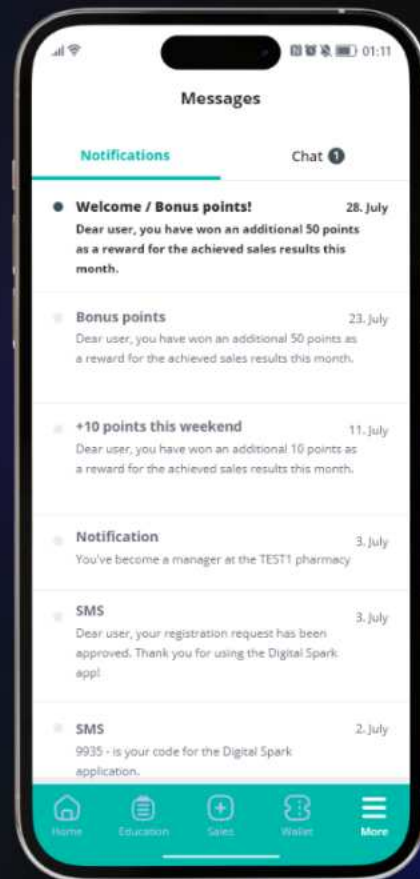 01:11
Messages
Notifications
Chat 1
Welcome / Bonus points!
28. July
Dear user, you have won an additional 50 points
as a reward for the achieved sales results this
month.
Bonus points
23. July
Dear user, you have won an additional 50 points as
a reward for the achieved sales results this month.
+10 points this weekend
11. July
Dear user, you have won an additional 10 points as
a reward for the achieved sales results this month.
Notification
3. July
You've become a manager at the TEST1 pharmacy
SMS
3. July
Dear user, your registration request has been
approved. Thank you for using the Digital Spark
app!
SMS
2. July
9935 - is your code for the Digital Spark
application.
Home
Education
Sales
Wallet
More